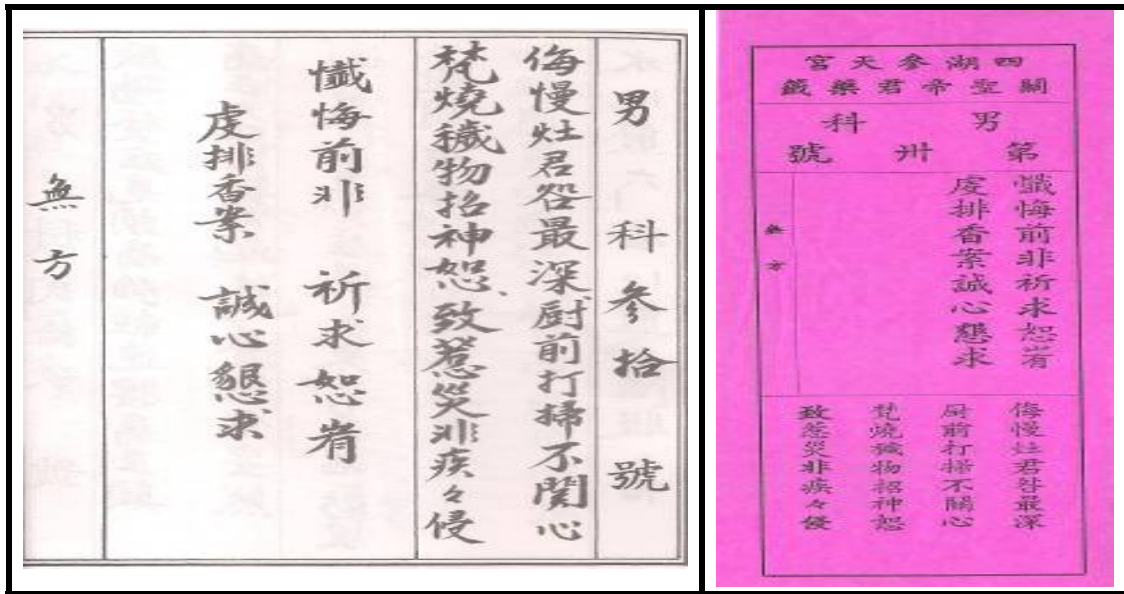 男科參拾號
侮慢灶君咎最深厨前打掃不関心
梵燒穢物招神恕致惹災非疾々侵
懺悔前非 祈求恕宥
虔排香案 誠心懇求
無方
四湖參天宮
關聖帝君藥籤
男科
第卅號
懺悔前非祈求恕宥
虔排香案誠心懇求
無方
侮慢灶君咎最深
厨前打掃不關心
梵燒穢物招神恕
致惹災非疾々侵